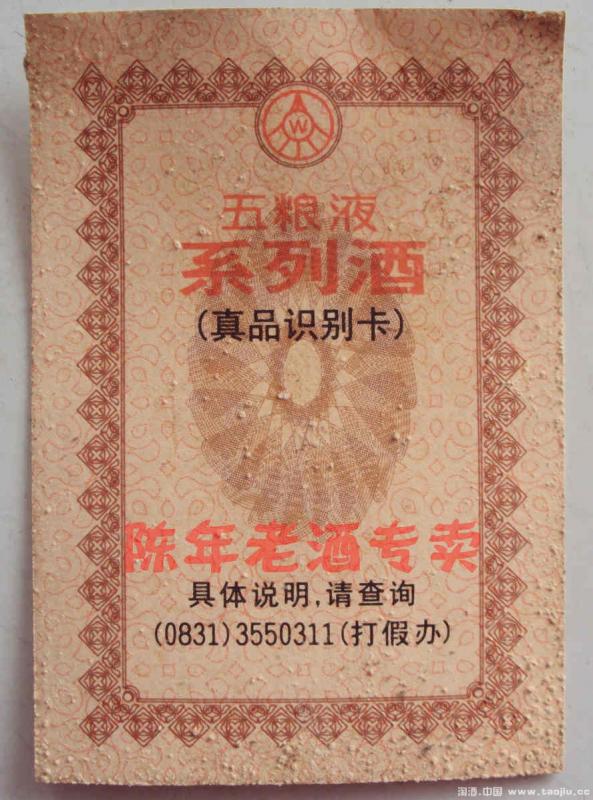 W
五粮液
系列酒
(真品识别卡)
陈年老酒专卖
具体说明,请查询
(0831)3550311(打假办)
淘酒.中国 www.taojiu.cc